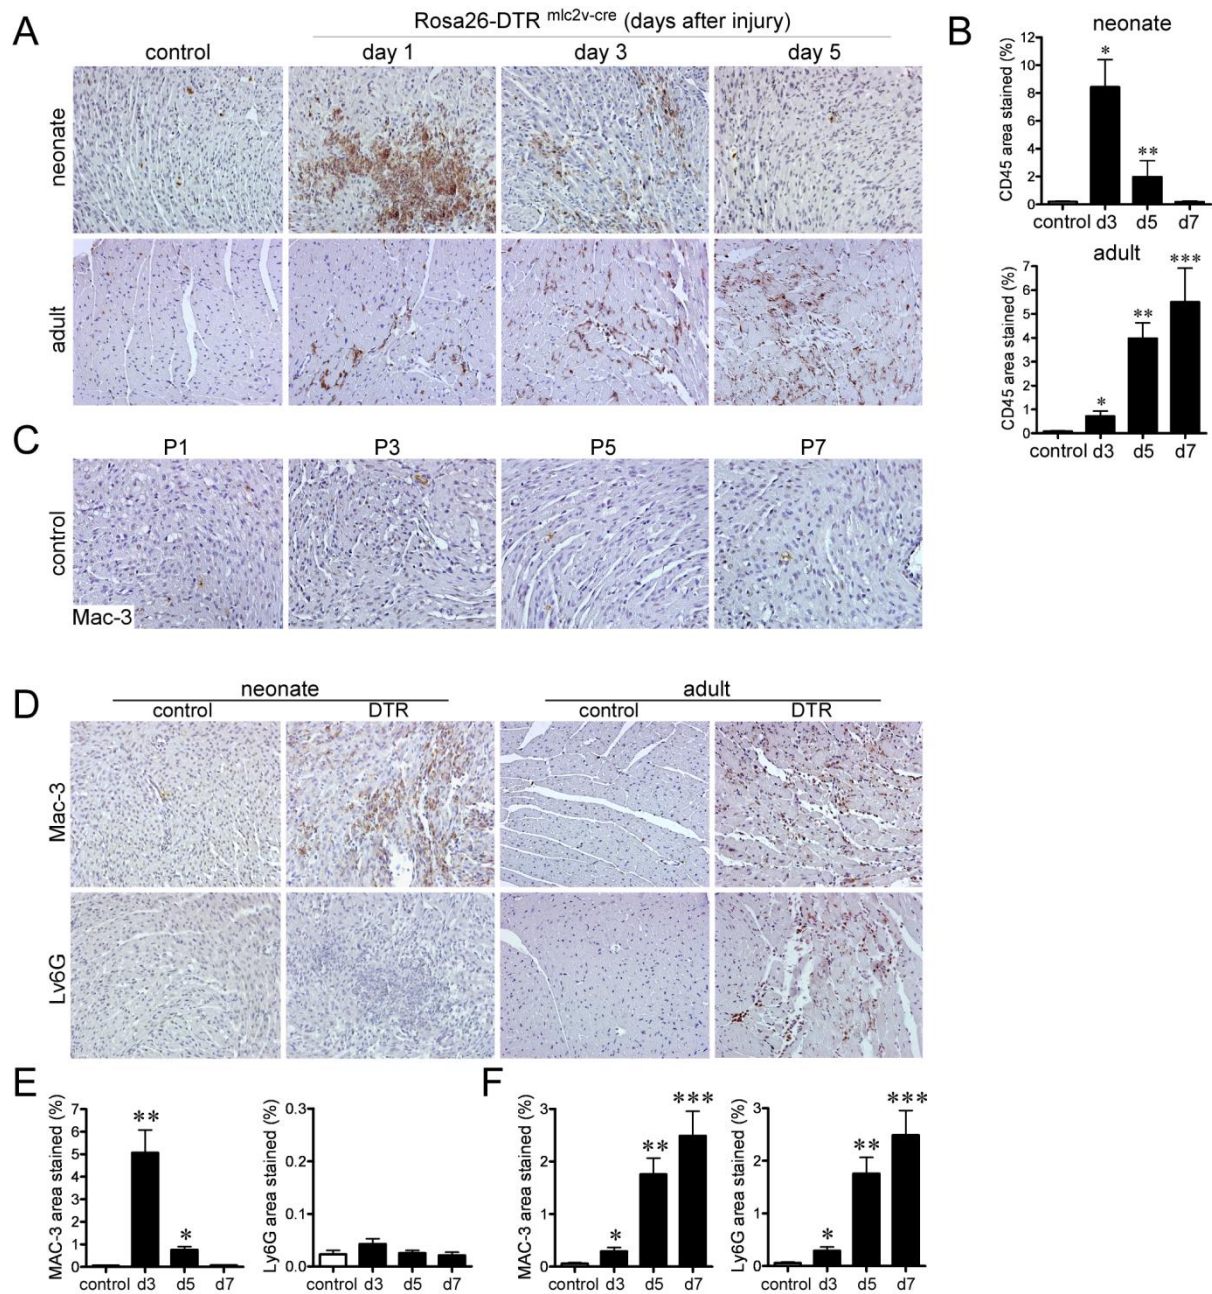 A
Rosa26-DTR mlc2v-cre (days after injury)
control
day 1
day 3
day 5
neonate
adult
B
neonate
CD45 area stained (%)
12
10
8
6
4
2
0
*
**
control d3 d5 d7
adult
CD45 area stained (%)
7
6
5
4
3
2
1
0
*
**
***
control d3 d5 d7
C
P1
P3
P5
P7
control
Mac-3
D
neonate
adult
control
DTR
control
DTR
Mac-3
Ly6G
E
MAC-3 area stained (%)
7
6
5
4
3
2
1
0
**
*
control d3 d5 d7
Ly6G area stained (%)
0.3
0.2
0.1
0.0
control d3 d5 d7
F
MAC-3 area stained (%)
3
2
1
0
*
**
***
control d3 d5 d7
Ly6G area stained (%)
3
2
1
0
*
**
***
control d3 d5 d7